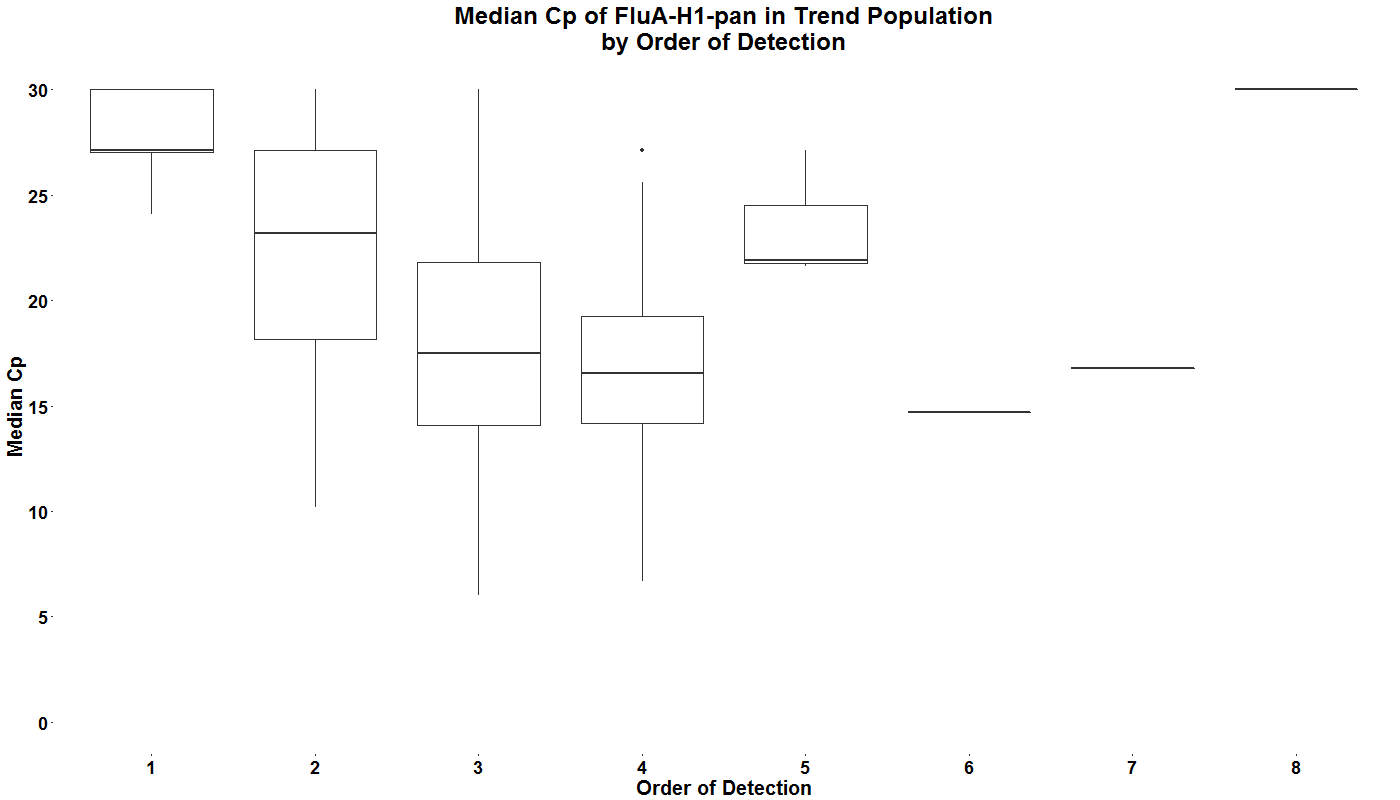 Median Cp of FluA-H1-pan in Trend Population
by Order of Detection
30
25
20
15
10
5
0
Median Cp
1 2 3 4 5 6 7 8
Order of Detection